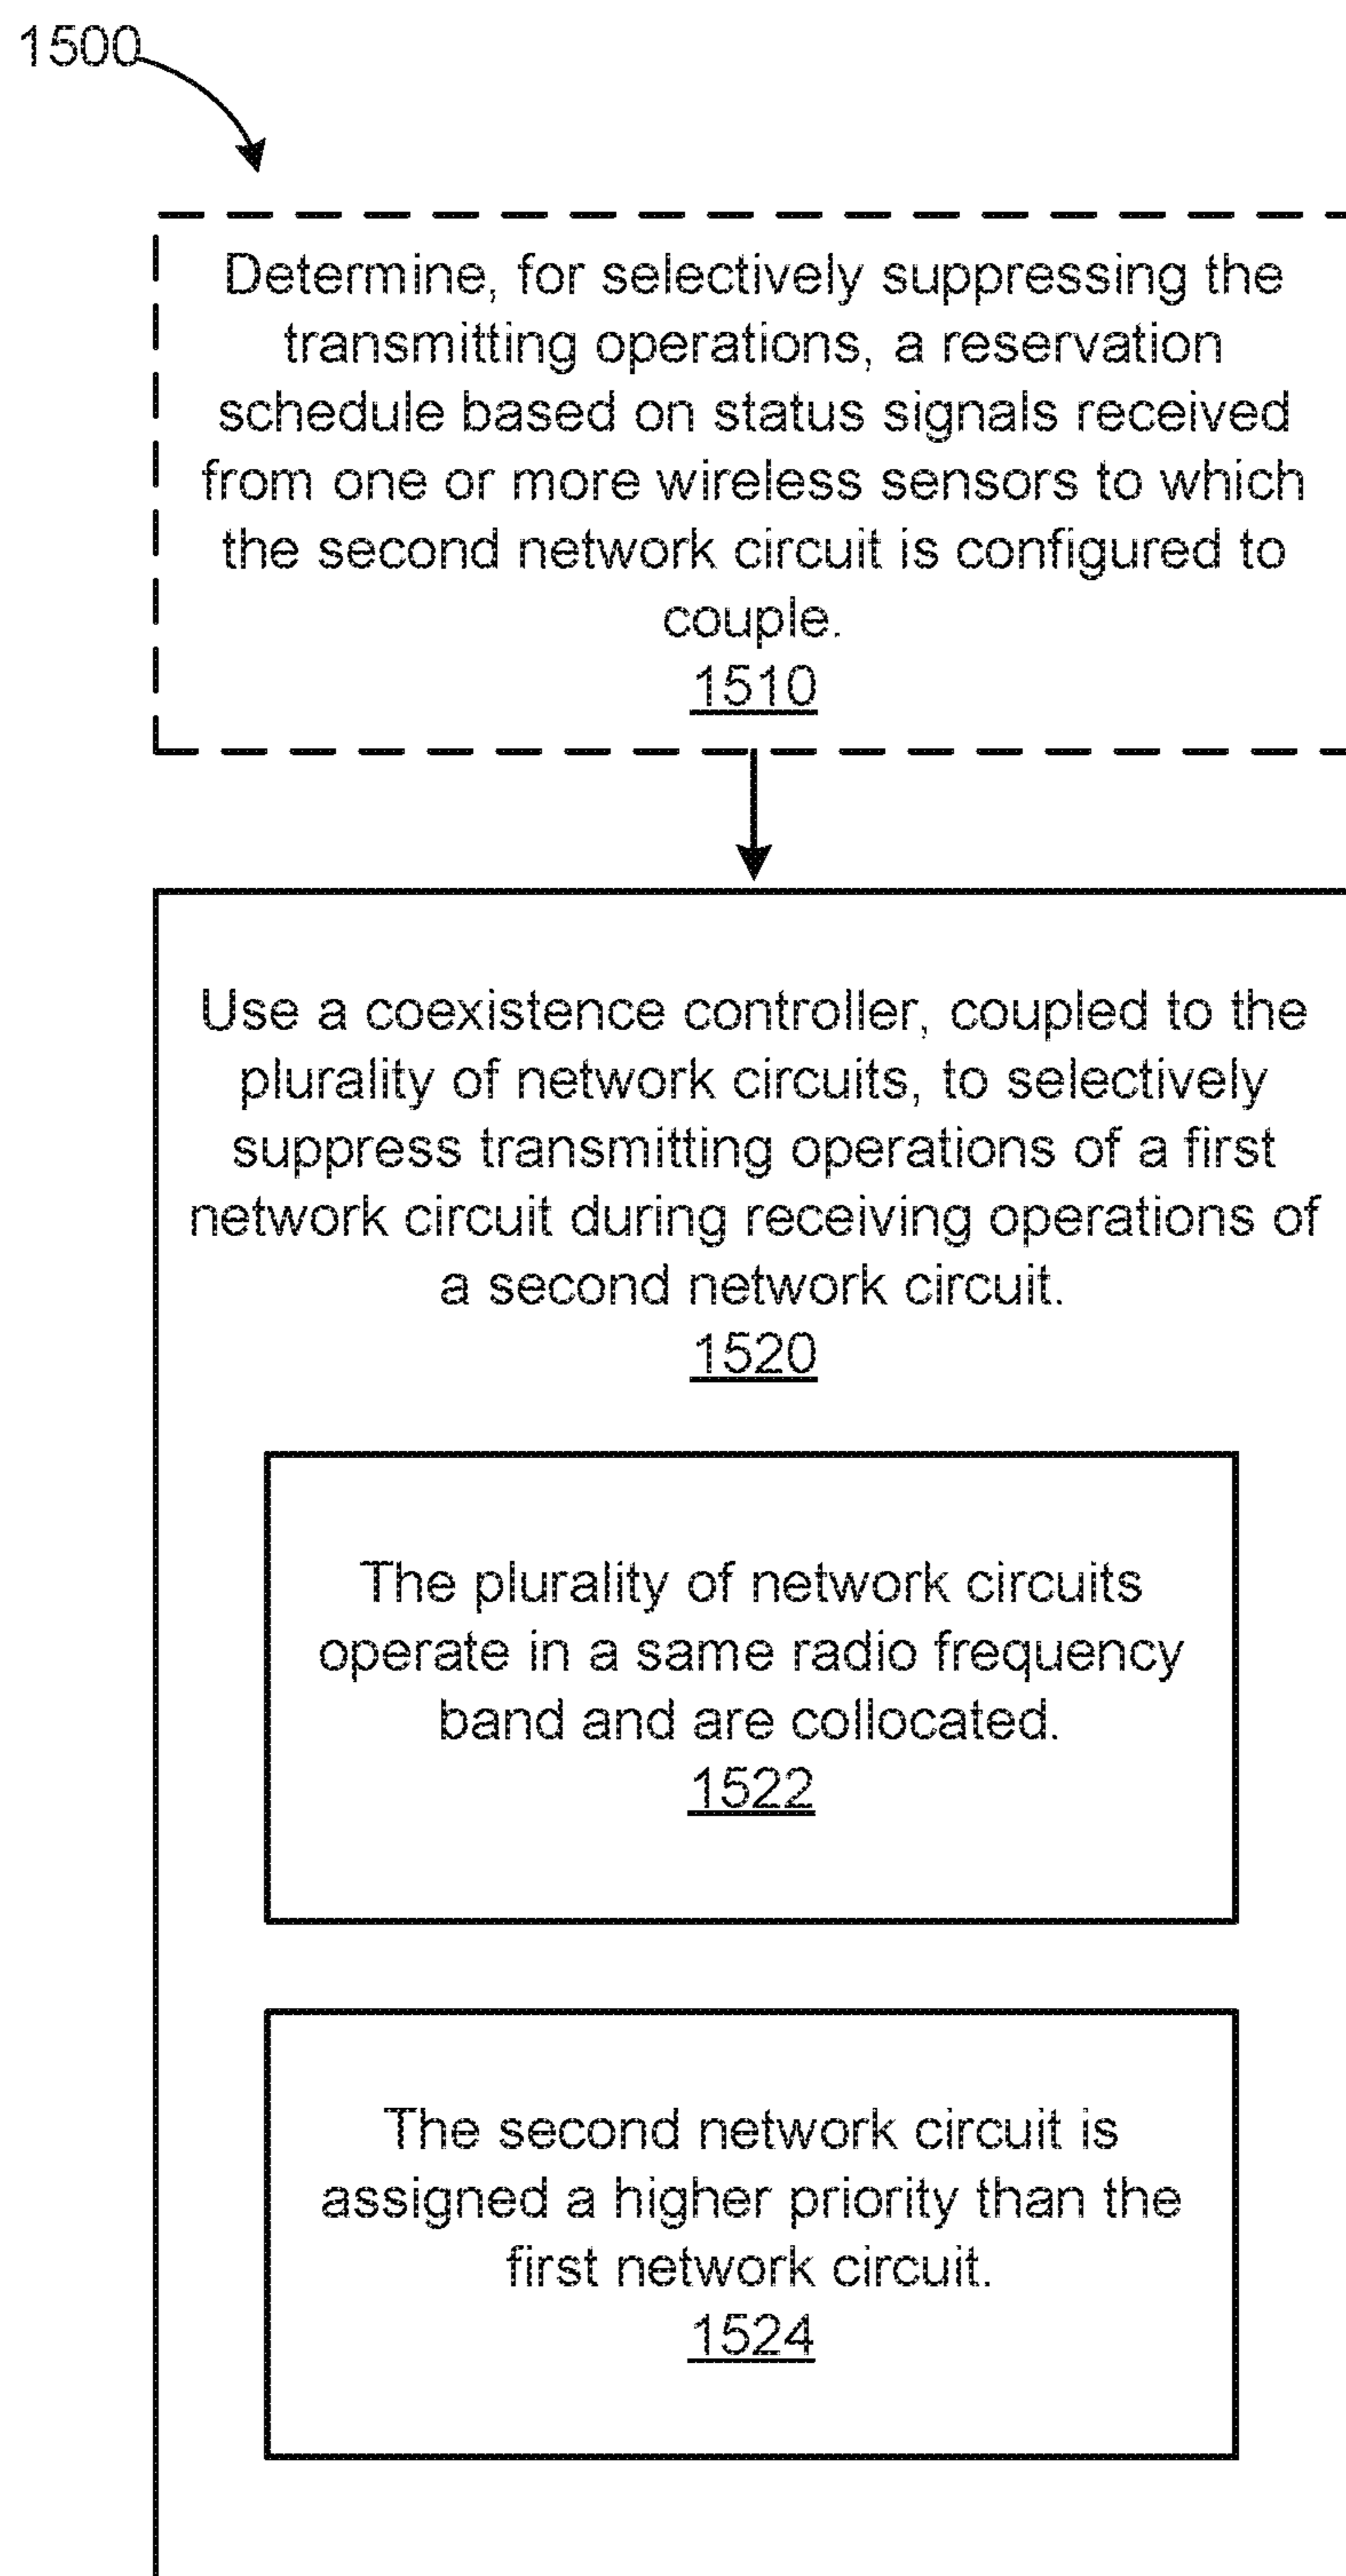 1500
Determine, for selectively suppressing the
transmitting operations, a reservation
schedule based on status signals received
from one or more wireless sensors to which
the second network circuit is configured to
couple.
1510
Use a coexistence controller, coupled to the
plurality of network circuits, to selectively
suppress transmitting operations of a first
network circuit during receiving operations of
a second network circuit.
1520
The plurality of network circuits
operate in a same radio frequency
band and are collocated.
1522
The second network circuit is
assigned a higher priority than the
first network circuit.
1524